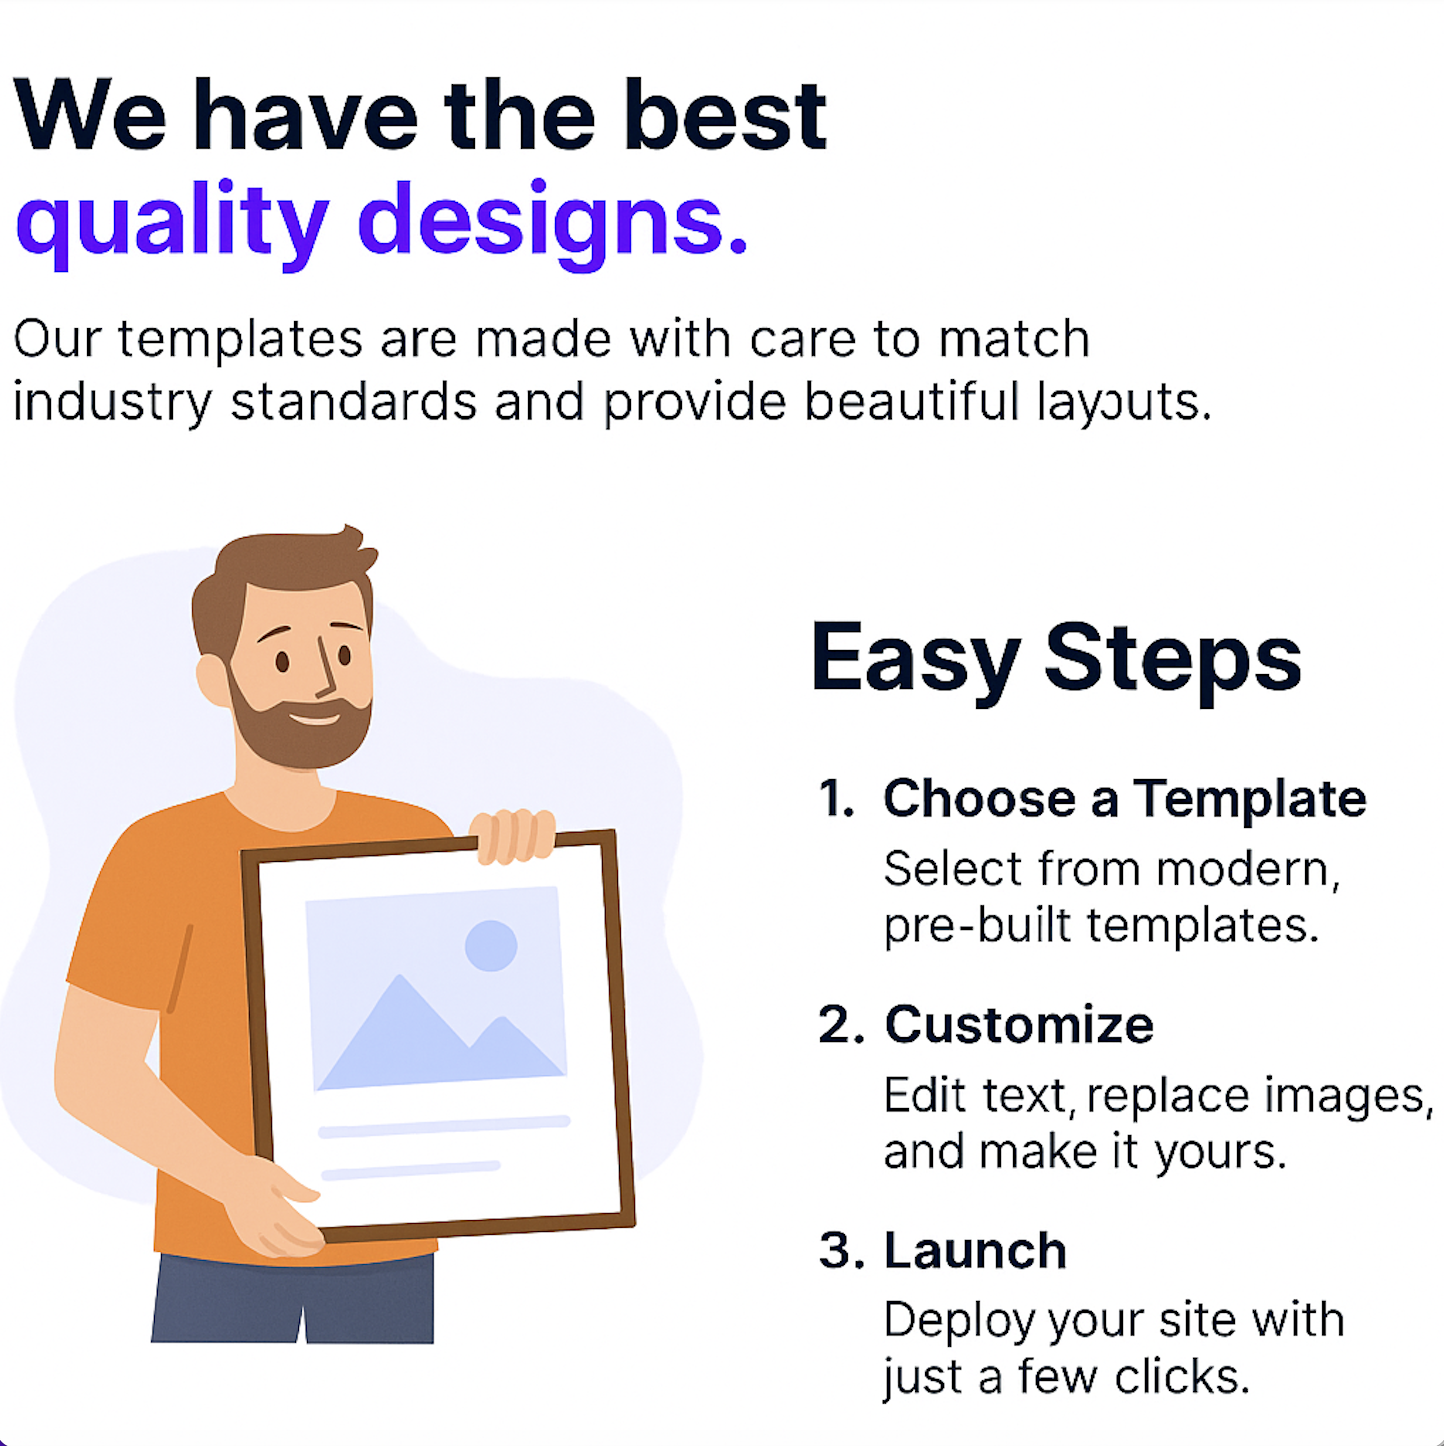 We have the best
quality designs.
Our templates are made with care to match
industry standards and provide beautiful layouts.
Easy Steps
1. Choose a Template
Select from modern,
pre-built templates.
2. Customize
Edit text, replace images,
and make it yours.
3. Launch
Deploy your site with
just a few clicks.